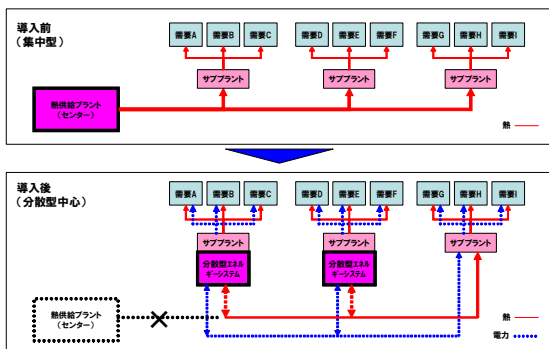 導入前
(集中型)
需要A 需要B 需要C 需要D 需要E 需要F 需要G 需要H 需要I
サブプラント サブプラント サブプラント
熱供給プラント
(センター)
熱
導入後
(分散型中心)
需要A 需要B 需要C 需要D 需要E 需要F 需要G 需要H 需要I
サブプラント サブプラント サブプラント
分散型エネル
ギーシステム
分散型エネル
ギーシステム
熱供給プラント
(センター)
熱
電力